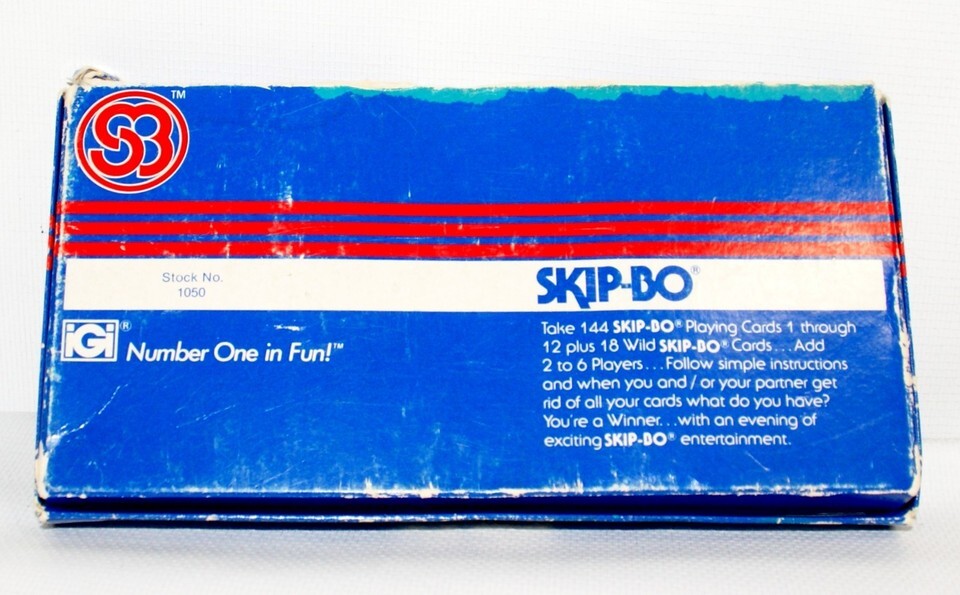 SB™
Stock No.
1050
SKIP-BO®
iGi® Number One in Fun!™
Take 144 SKIP-BO® Playing Cards 1 through
12 plus 18 Wild SKIP-BO® Cards...Add
2 to 6 Players...Follow simple instructions
and when you and/or your partner get
rid of all your cards what do you have?
You're a Winner...with an evening of
exciting SKIP-BO® entertainment.